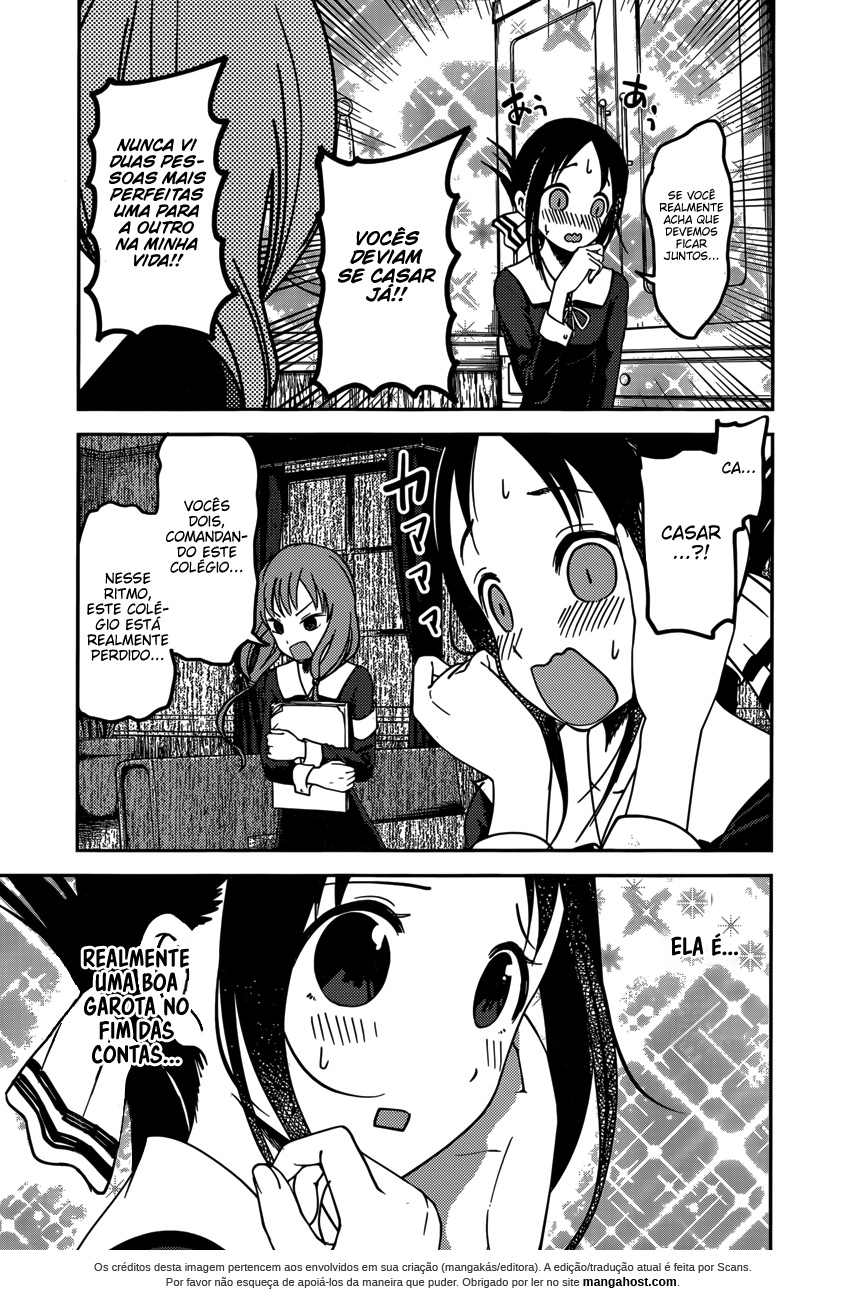 SE VOCÊ
REALMENTE
ACHA QUE
DEVEMOS
FICAR
JUNTOS...
あぅ
あぅ
VOCÊS
DEVIAM
SE CASAR
JÁ!!
NUNCA VI
DUAS PES-
SOAS MAIS
PERFEITAS
UMA PARA
A OUTRO
NA MINHA
VIDA!!
CA...
CASAR
...?!
カァァァァ
VOCÊS
DOIS,
COMANDAN-
DO ESTE
COLÉGIO...
NESSE
RITMO,
ESTE COLÉ-
GIO ESTÁ
REALMENTE
PERDIDO...
ELA É...
REALMENTE
UMA BOA
GAROTA NO
FIM DAS
CONTAS...
Os créditos desta imagem pertencem aos envolvidos em sua criação (mangakás/editora). A edição/tradução atual é feita por Scans.
Por favor não esqueça de apoiá-los da maneira que puder. Obrigado por ler no site mangahost.com.